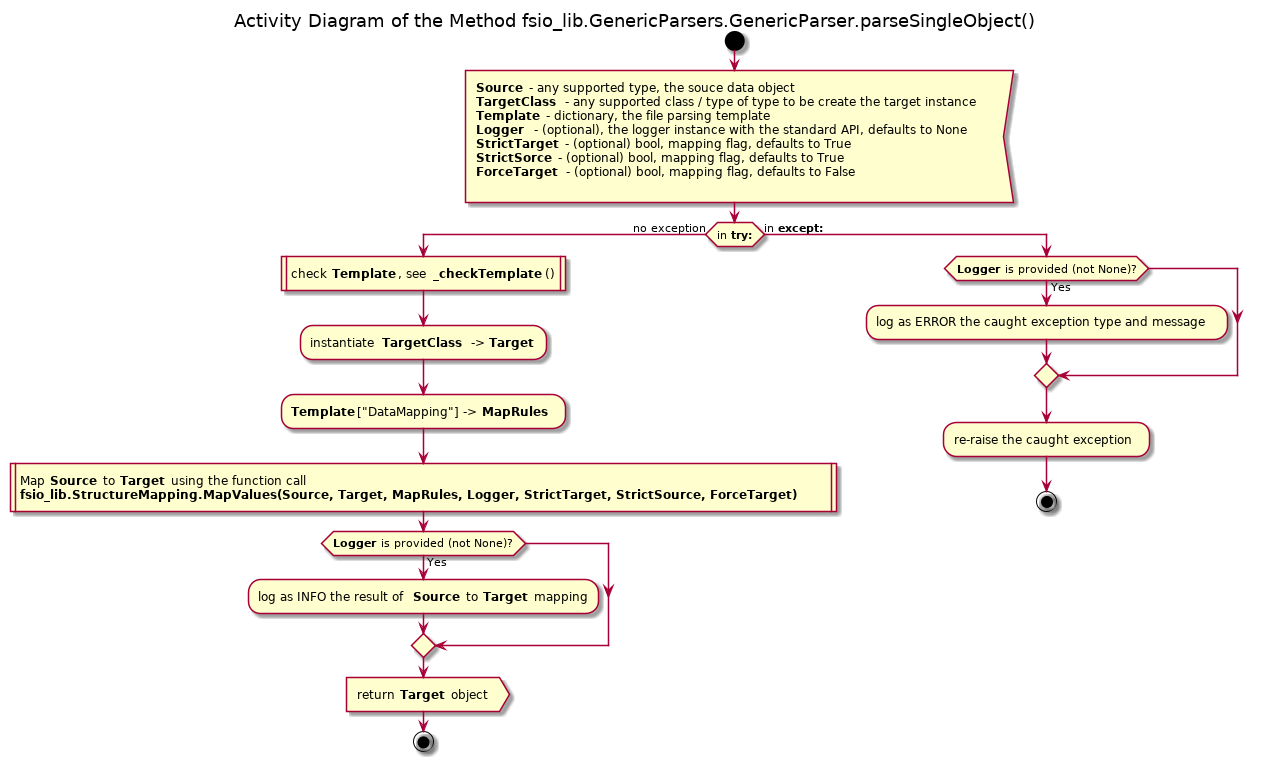 Activity Diagram of the Method fsio_lib.GenericParsers.GenericParser.parseSingleObject()
Source - any supported type, the souce data object
TargetClass - any supported class / type of type to be create the target instance
Template - dictionary, the file parsing template
Logger - (optional), the logger instance with the standard API, defaults to None
StrictTarget - (optional) bool, mapping flag, defaults to True
StrictSorce - (optional) bool, mapping flag, defaults to True
ForceTarget - (optional) bool, mapping flag, defaults to False
no exception
in try:
in except:
check Template, see _checkTemplate()
instantiate TargetClass -> Target
Template["DataMapping"] -> MapRules
Map Source to Target using the function call
fsio_lib.StructureMapping.MapValues(Source, Target, MapRules, Logger, StrictTarget, StrictSource, ForceTarget)
Logger is provided (not None)?
Yes
log as INFO the result of Source to Target mapping
return Target object
Logger is provided (not None)?
Yes
log as ERROR the caught exception type and message
re-raise the caught exception